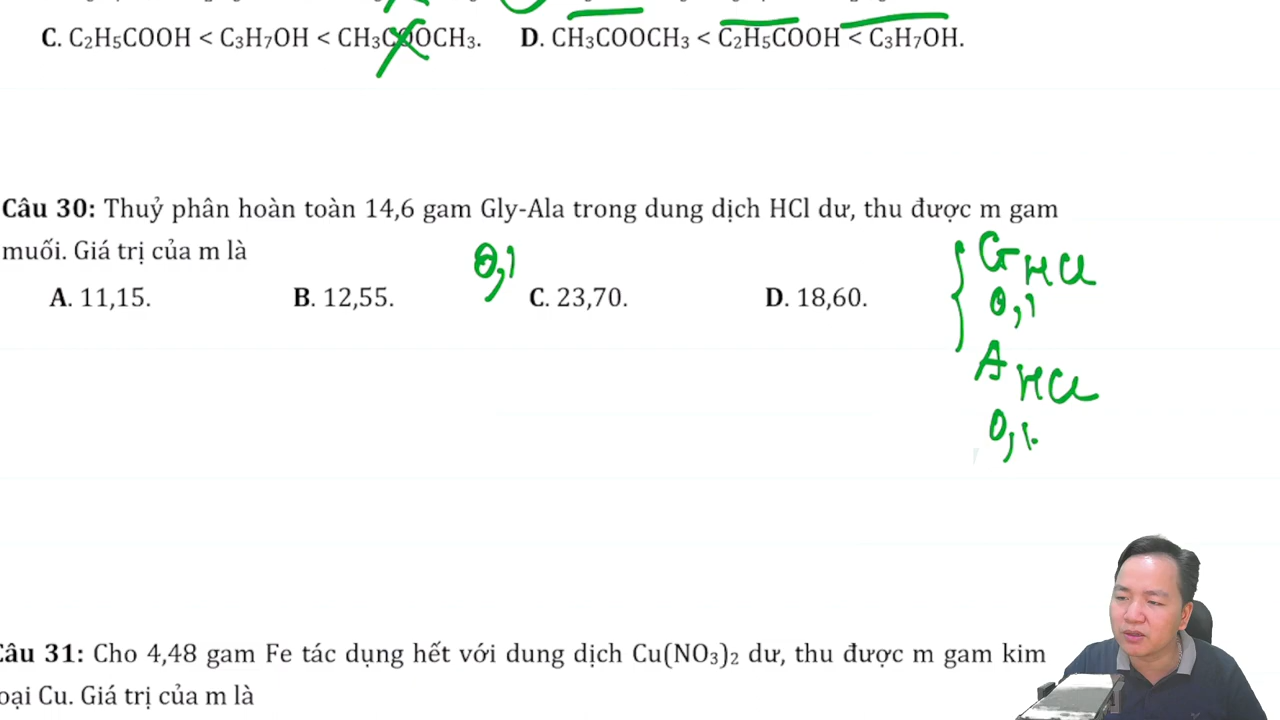 C. C₂H₅COOH < C₃H₇OH < CH₃COOCH₃. D. CH₃COOCH₃ < C₂H₅COOH < C₃H₇OH.
Câu 30: Thuỷ phân hoàn toàn 14,6 gam Gly-Ala trong dung dịch HCl dư, thu được m gam
muối. Giá trị của m là
0,1
A. 11,15. B. 12,55. C. 23,70. D. 18,60.
G HCl
0,1
A HCl
0,1
Câu 31: Cho 4,48 gam Fe tác dụng hết với dung dịch Cu(NO₃)₂ dư, thu được m gam kim
oại Cu. Giá trị của m là